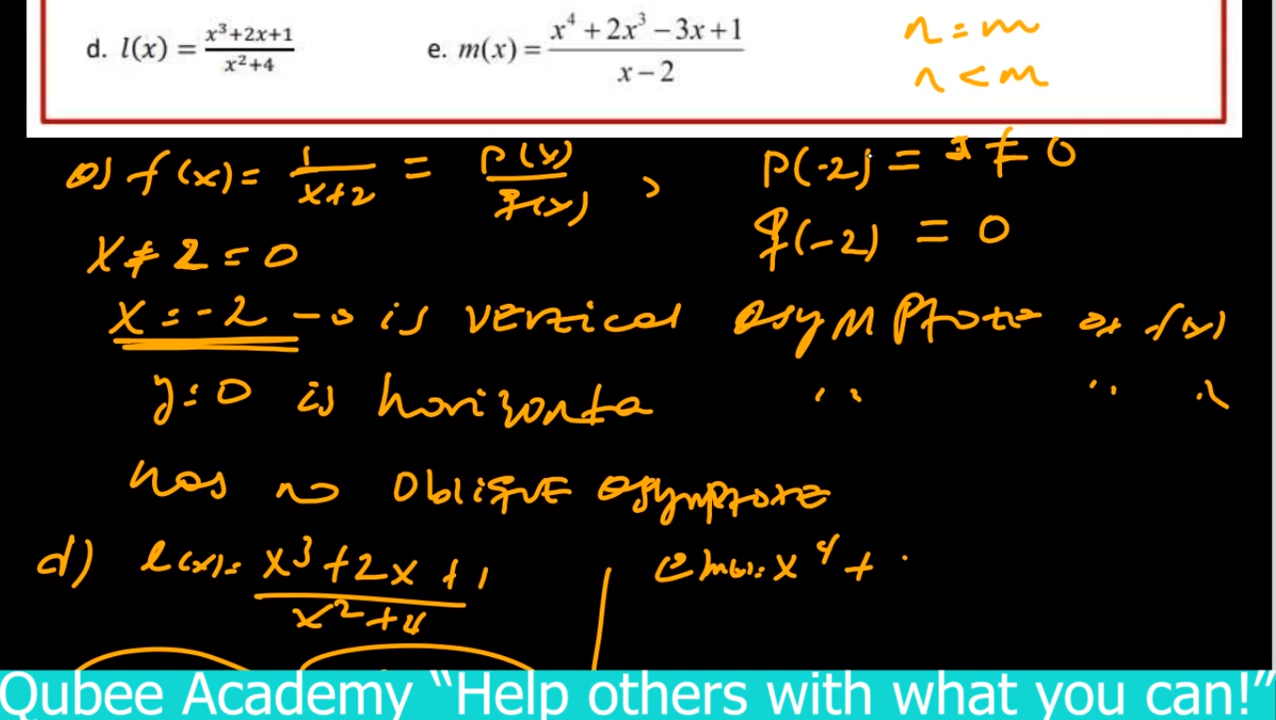 d. l(x) = x³+2x+1 / x²+4   e. m(x) = x⁴ + 2x³ − 3x + 1 / x − 2
n = m
n < m
a) f(x) = 1 / x+2 = p(x) / q(x) , p(-2) = 1 ≠ 0
q(-2) = 0
x + 2 = 0
x = -2 → is vertical asymptote of f(x)
y = 0 is horizonta " "
has no oblique asymptote
d) l(x) = x³ + 2x + 1 / x² + 4
e m(x) = x⁴ +
Qubee Academy “Help others with what you can!”